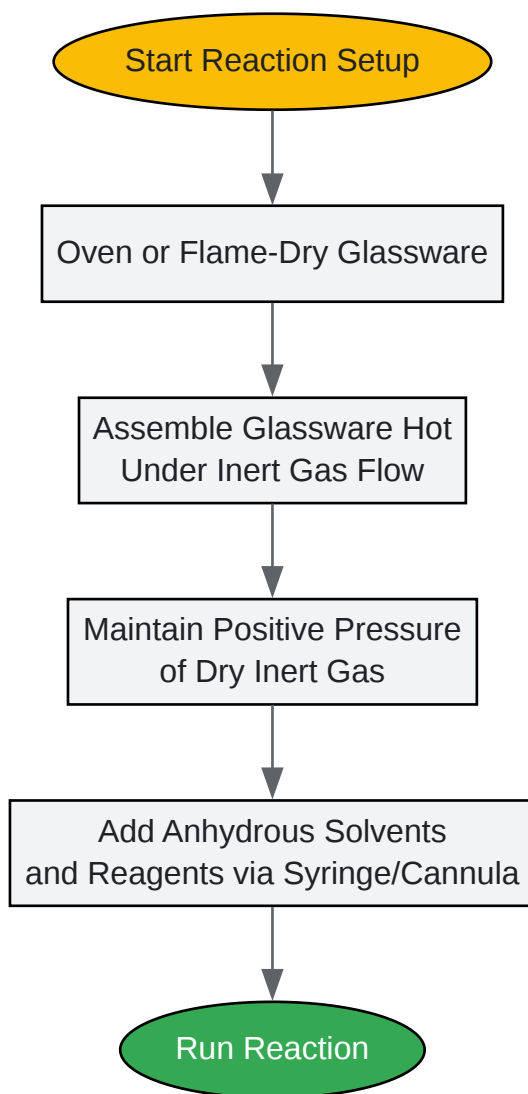 Start Reaction Setup
Oven or Flame-Dry Glassware
Assemble Glassware Hot
Under Inert Gas Flow
Maintain Positive Pressure
of Dry Inert Gas
Add Anhydrous Solvents
and Reagents via Syringe/Cannula
Run Reaction